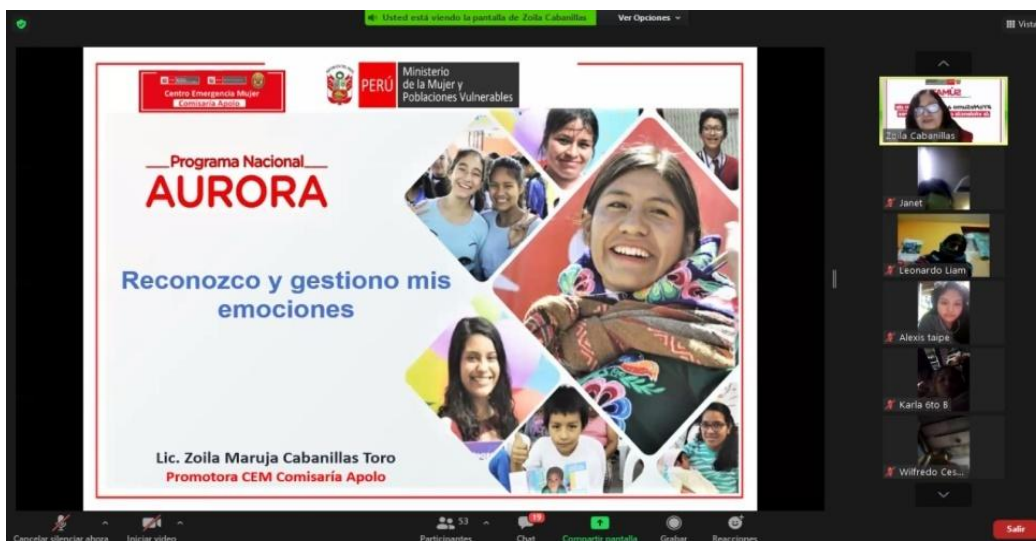 Usted está viendo la pantalla de Zoila Cabanillas
Ver Opciones
Vista
Centro Emergencia Mujer
Comisaría Apolo
PERÚ
Ministerio
de la Mujer y
Poblaciones Vulnerables
Programa Nacional
AURORA
Reconozco y gestiono mis
emociones
Lic. Zoila Maruja Cabanillas Toro
Promotora CEM Comisaría Apolo
Zoila Cabanillas
Janet
Leonardo Liam
Alexis taipe
Karla 6to B
Wilfredo Ces...
Cancelar silenciar ahora
Iniciar video
53
Participantes
19
Chat
Compartir pantalla
Grabar
Reacciones
Salir